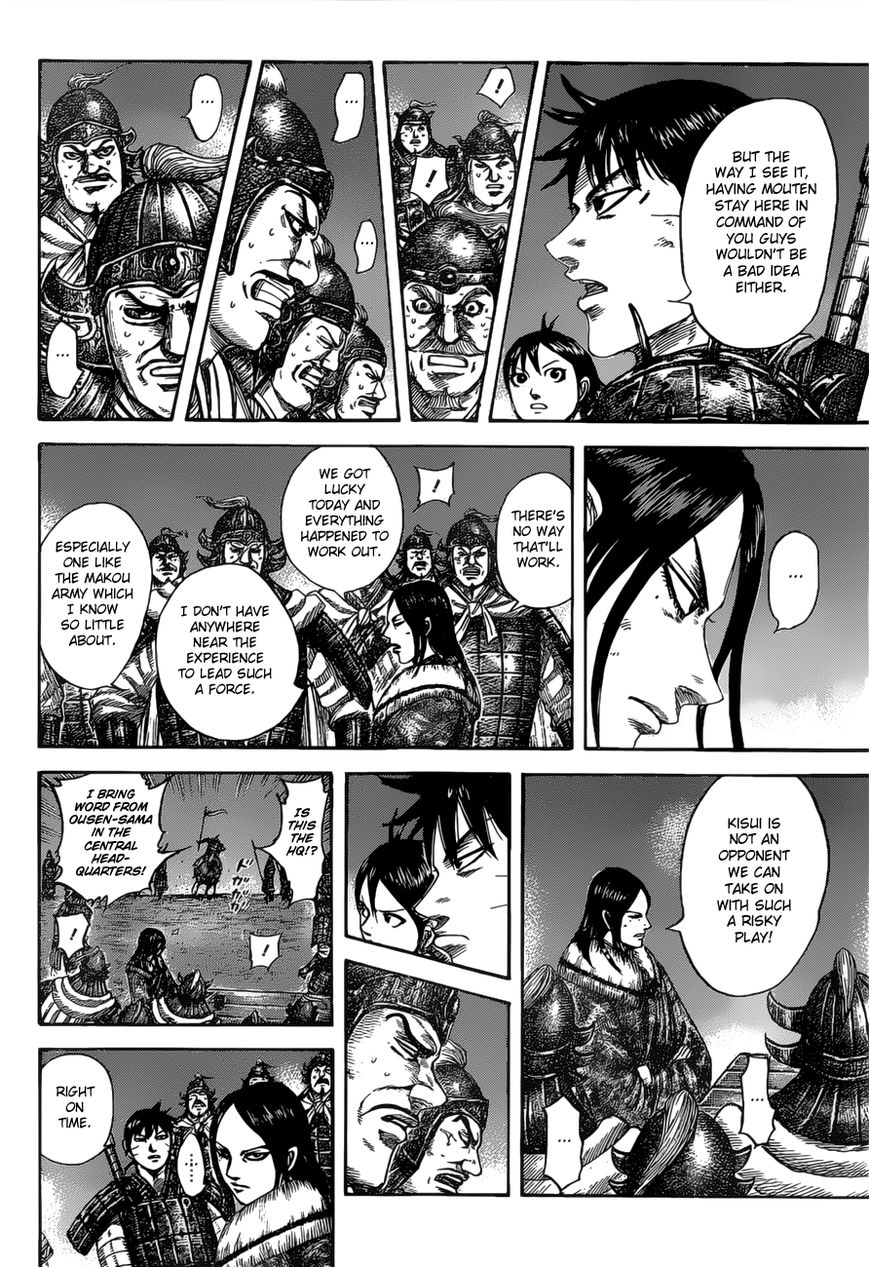 BUT THE
WAY I SEE IT,
HAVING MOUTEN
STAY HERE IN
COMMAND OF
YOU GUYS
WOULDN'T BE
A BAD IDEA
EITHER.
!
!
...
...
...
...
...
THERE'S
NO WAY
THAT'LL
WORK.
!
WE GOT
LUCKY
TODAY AND
EVERYTHING
HAPPENED TO
WORK OUT.
I DON'T HAVE
ANYWHERE
NEAR THE
EXPERIENCE
TO LEAD SUCH
A FORCE.
ESPECIALLY
ONE LIKE
THE MAKOU
ARMY WHICH
I KNOW
SO LITTLE
ABOUT.
KISUI IS
NOT AN
OPPONENT
WE CAN
TAKE ON
WITH SUCH
A RISKY
PLAY!
...
...
IS
THIS
THE
HQ!?
I BRING
WORD FROM
OUSEN-SAMA
IN THE
CENTRAL
HEAD-
QUARTERS!
!
!
RIGHT
ON
TIME.
......